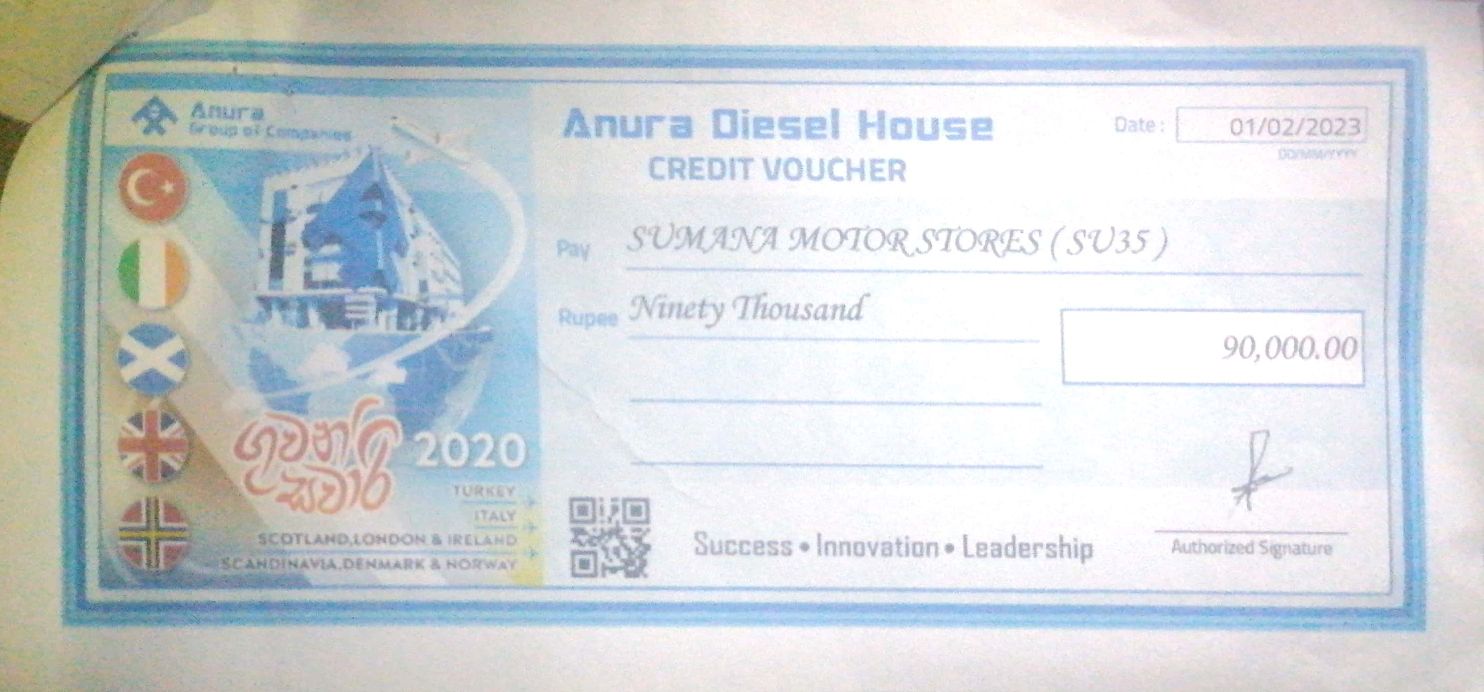 Anura
Group of Companies
Anura Diesel House
CREDIT VOUCHER
Date :
01/02/2023
DD/MM/YYYY
Pay
SUMANA MOTOR STORES ( SU35 )
Rupee
Ninety Thousand
90,000.00
ගුවන්
සවාරි
2020
TURKEY
ITALY
SCOTLAND,LONDON & IRELAND
SCANDINAVIA,DENMARK & NORWAY
Success • Innovation • Leadership
Authorized Signature